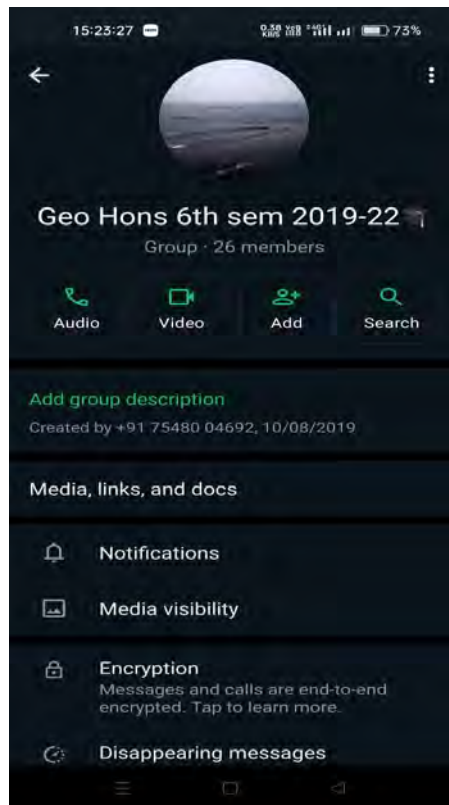 15:23:27 73%
Geo Hons 6th sem 2019-22
Group · 26 members
Audio Video Add Search
Add group description
Created by +91 75480 04692, 10/08/2019
Media, links, and docs
Notifications
Media visibility
Encryption
Messages and calls are end-to-end
encrypted. Tap to learn more.
Disappearing messages